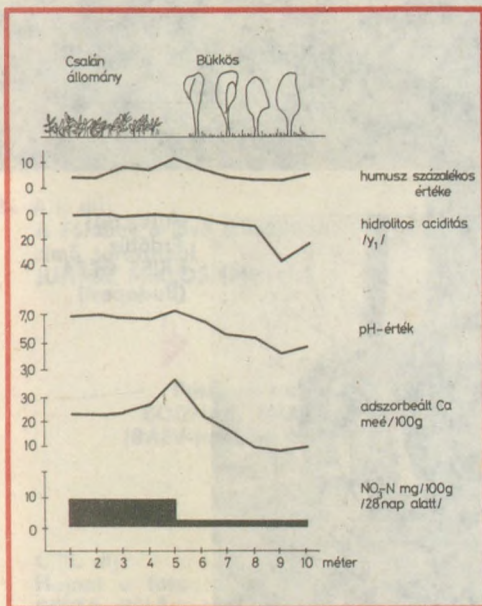 Csalán
állomány
Bükkös
10
0
humusz százalékos
értéke
0
20
40
hidrolitos aciditás
/y₁/
7,0
5,0
3,0
pH-érték
30
20
10
adszorbeált Ca
meé/100g
10
0
NO₃-N mg/100g
/28 nap alatt/
1 2 3 4 5 6 7 8 9 10 méter